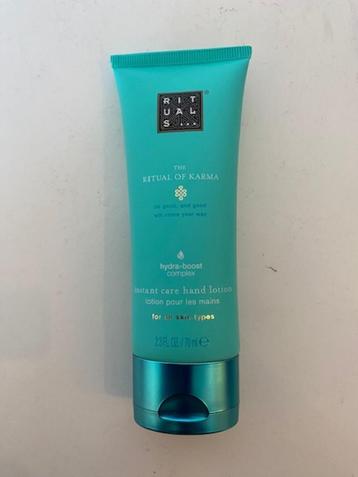 RIT
UAL
S...
THE
RITUAL OF KARMA
do good, and good
will come your way
hydra-boost
complex
instant care hand lotion
lotion pour les mains
for all skin types
2.3 FL.OZ. / 70 ml ℮